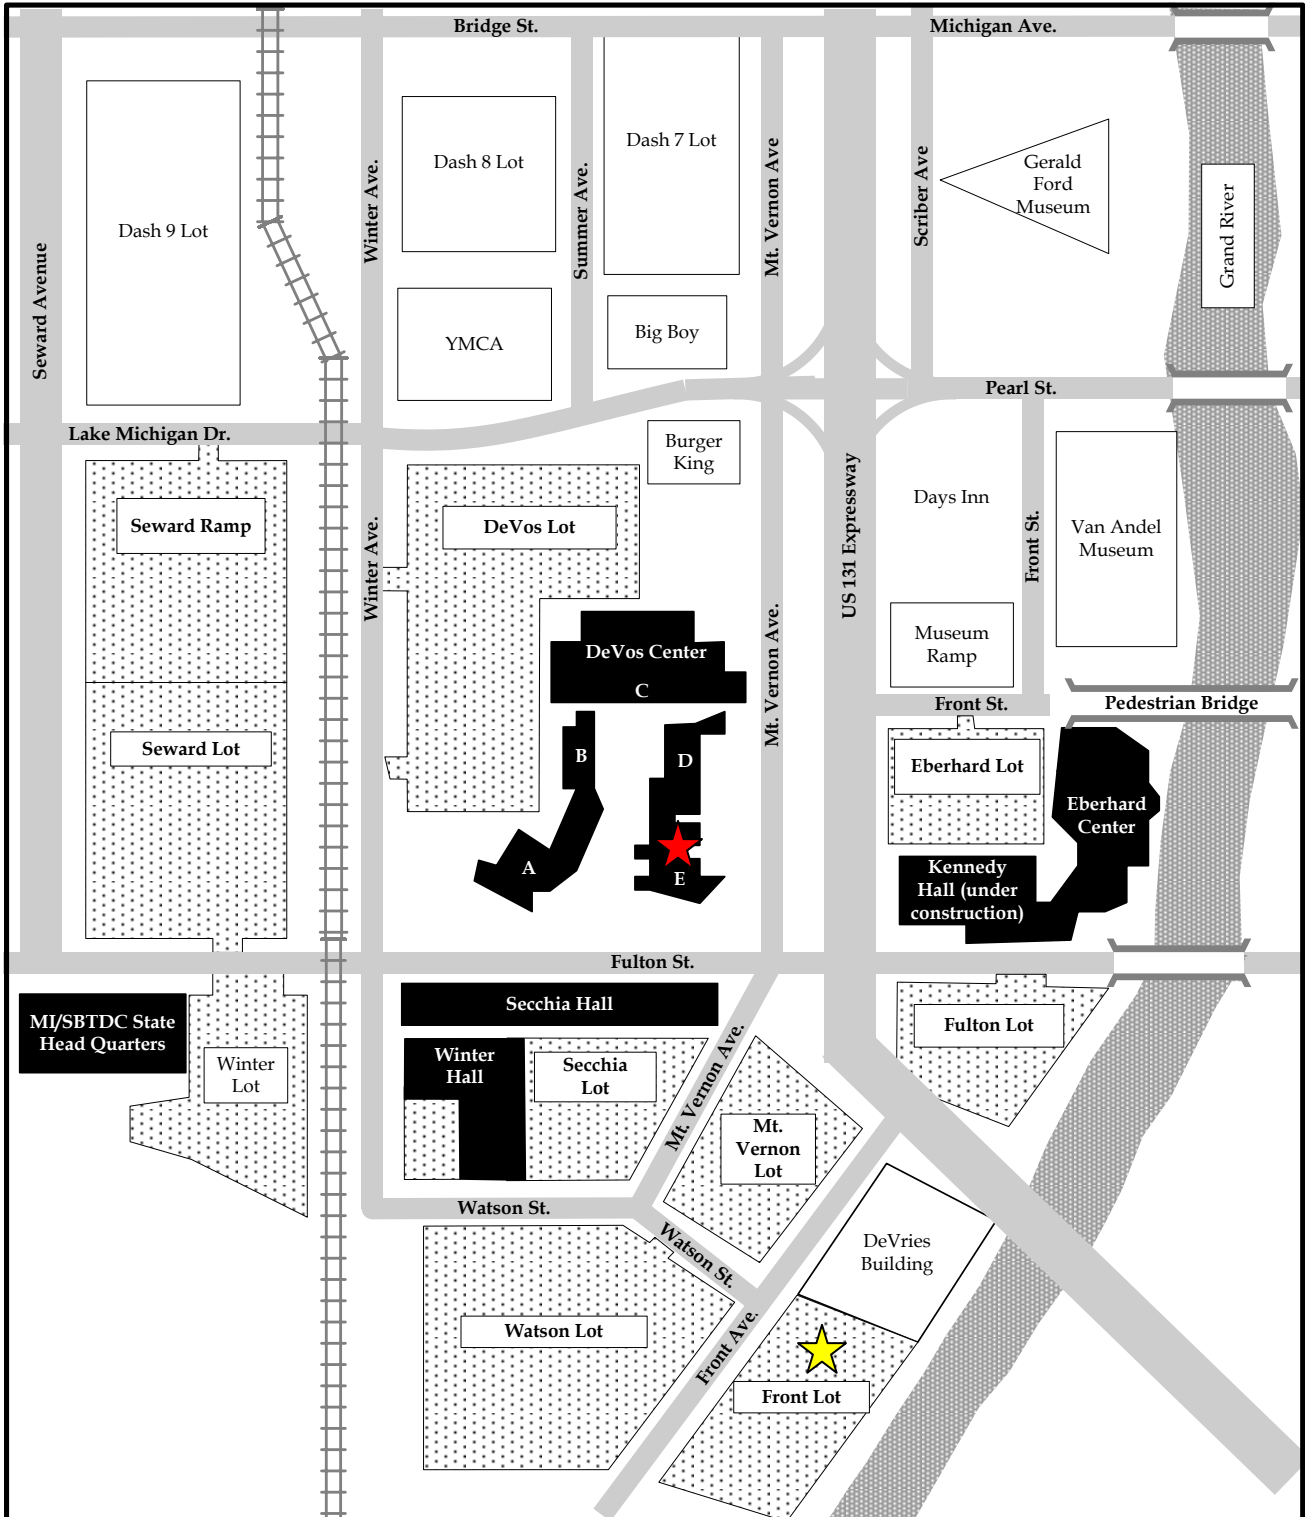 Bridge St.
Michigan Ave.
Dash 9 Lot
Dash 8 Lot
Dash 7 Lot
Gerald
Ford
Museum
Seward Avenue
Winter Ave.
Summer Ave.
Mt. Vernon Ave
Scriber Ave
Grand River
YMCA
Big Boy
Pearl St.
Lake Michigan Dr.
Burger
King
Seward Ramp
DeVos Lot
Winter Ave.
US 131 Expressway
Days Inn
Front St.
Van Andel
Museum
Museum
Ramp
DeVos Center
C
Mt. Vernon Ave.
Front St.
Pedestrian Bridge
Seward Lot
B
D
Eberhard Lot
Eberhard
Center
A
E
Kennedy
Hall (under
construction)
Fulton St.
MI/SBTDC State
Head Quarters
Winter
Lot
Secchia Hall
Winter
Hall
Secchia
Lot
Mt. Vernon Ave.
Fulton Lot
Mt.
Vernon
Lot
Watson St.
Watson St.
DeVries
Building
Watson Lot
Front Ave.
Front Lot